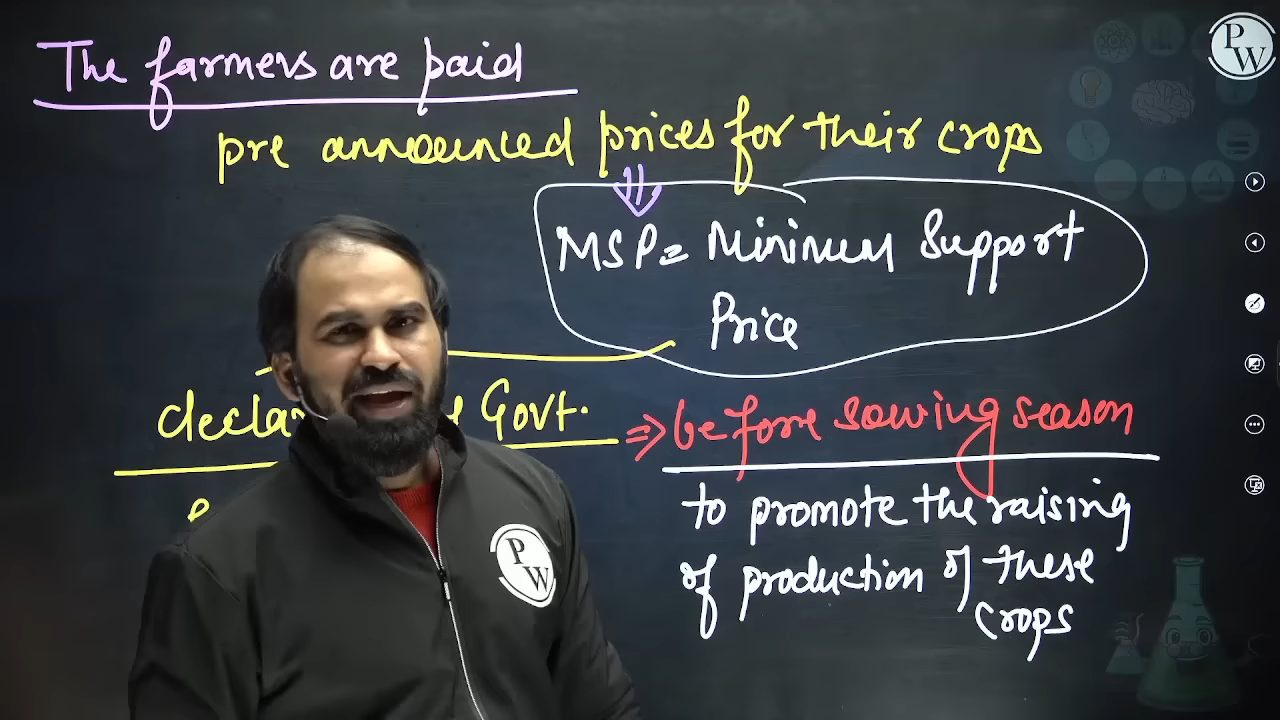 P
W
The farmers are paid
pre announced prices for their crops
MSP= Minimum Support
Price
Govt. ⇒ before sowing season
to promote the raising
of production of these
crops
P
W